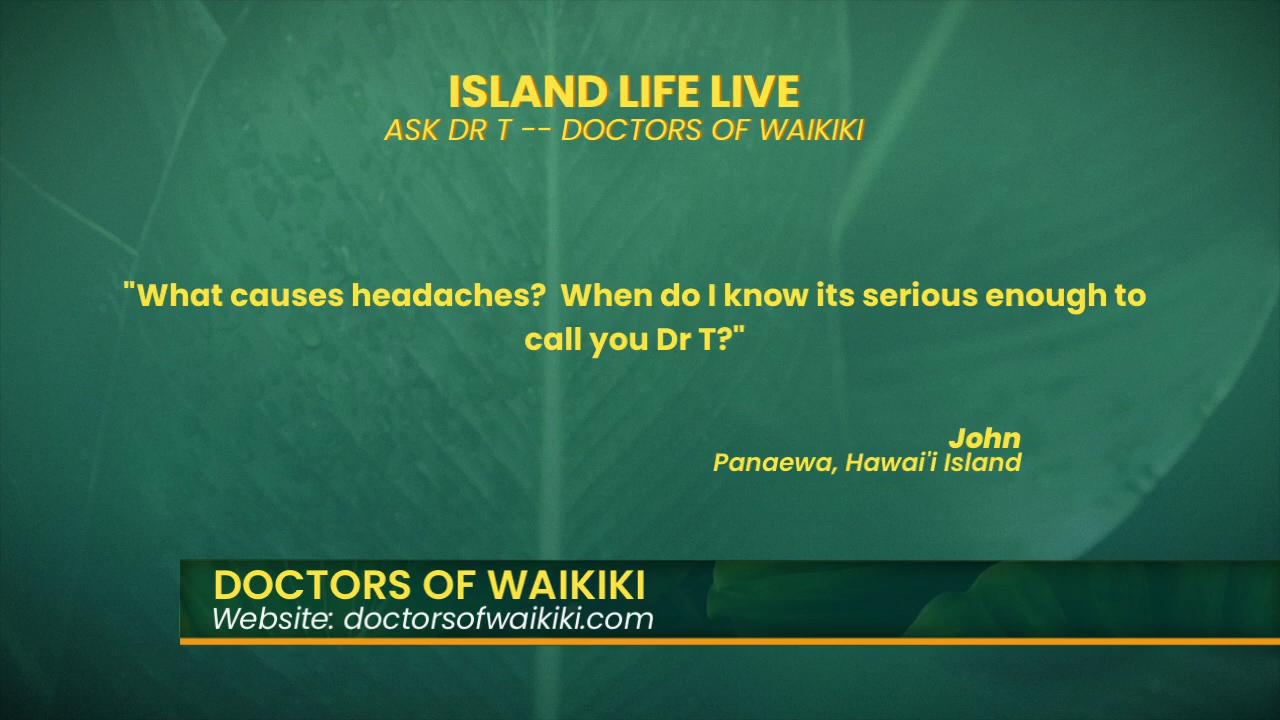 ISLAND LIFE LIVE
ASK DR T -- DOCTORS OF WAIKIKI
"What causes headaches?  When do I know its serious enough to
call you Dr T?"
John
Panaewa, Hawai'i Island
DOCTORS OF WAIKIKI
Website: doctorsofwaikiki.com